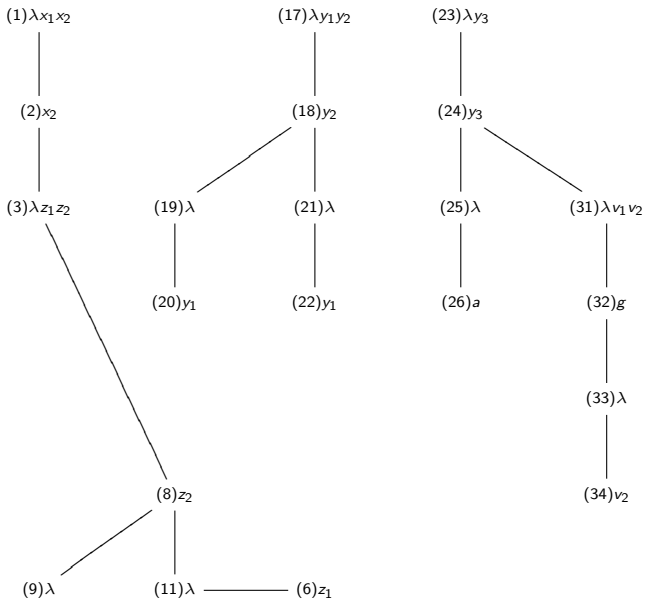 (1)λx₁x₂ (17)λy₁y₂ (23)λy₃
(2)x₂ (18)y₂ (24)y₃
(3)λz₁z₂ (19)λ (21)λ (25)λ (31)λv₁v₂
(20)y₁ (22)y₁ (26)a (32)g
(33)λ
(8)z₂ (34)v₂
(9)λ (11)λ (6)z₁